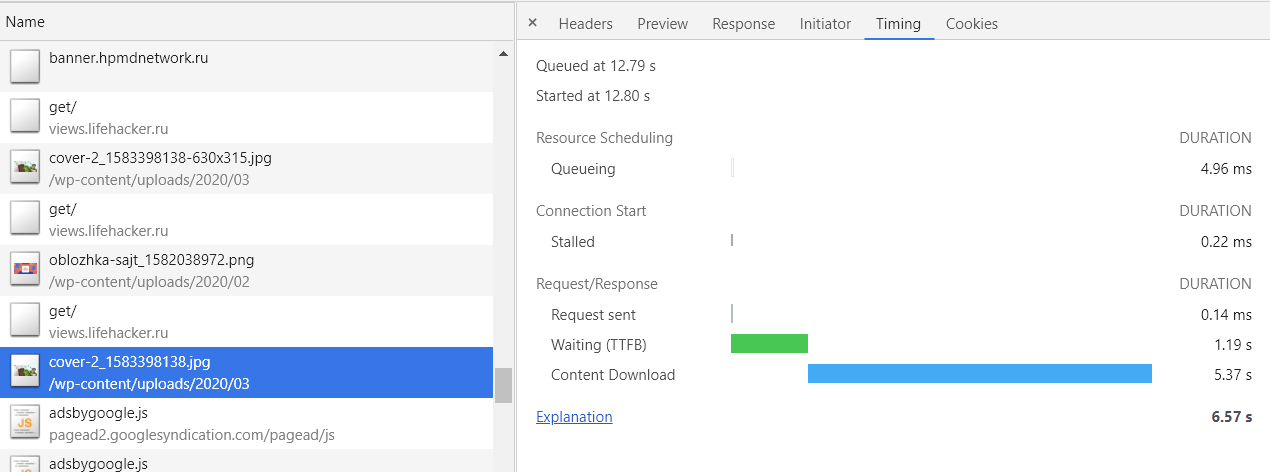 Name
banner.hpmdnetwork.ru
get/
views.lifehacker.ru
cover-2_1583398138-630x315.jpg
/wp-content/uploads/2020/03
get/
views.lifehacker.ru
oblozhka-sajt_1582038972.png
/wp-content/uploads/2020/02
get/
views.lifehacker.ru
cover-2_1583398138.jpg
/wp-content/uploads/2020/03
adsbygoogle.js
pagead2.googlesyndication.com/pagead/js
adsbygoogle.js
× Headers Preview Response Initiator Timing Cookies
Queued at 12.79 s
Started at 12.80 s
Resource Scheduling DURATION
Queueing 4.96 ms
Connection Start DURATION
Stalled 0.22 ms
Request/Response DURATION
Request sent 0.14 ms
Waiting (TTFB) 1.19 s
Content Download 5.37 s
Explanation 6.57 s